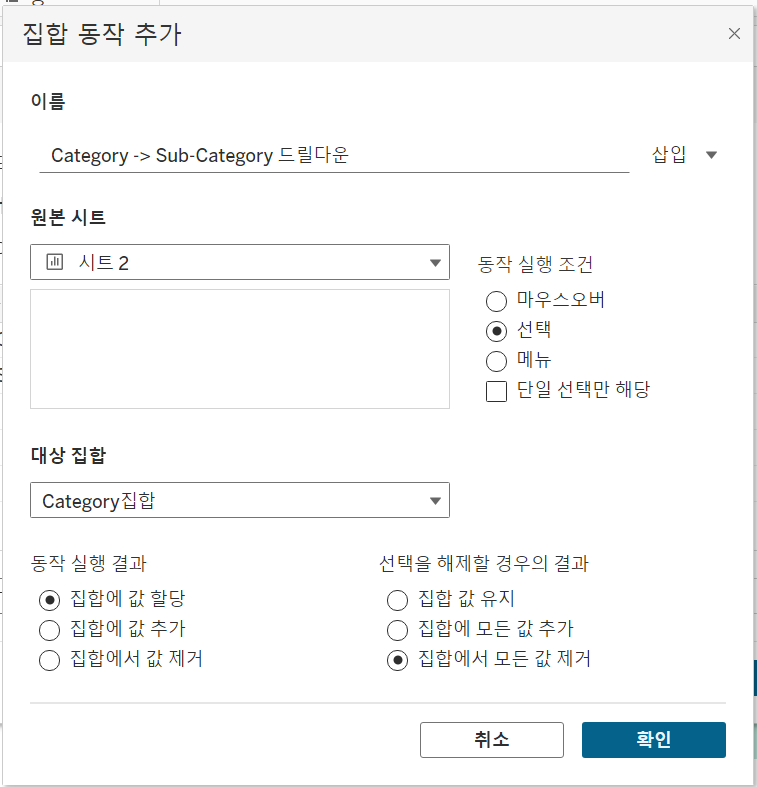 집합 동작 추가
이름
Category -> Sub-Category 드릴다운
삽입
원본 시트
시트 2
동작 실행 조건
마우스오버
선택
메뉴
단일 선택만 해당
대상 집합
Category집합
동작 실행 결과
집합에 값 할당
집합에 값 추가
집합에서 값 제거
선택을 해제할 경우의 결과
집합 값 유지
집합에 모든 값 추가
집합에서 모든 값 제거
취소
확인